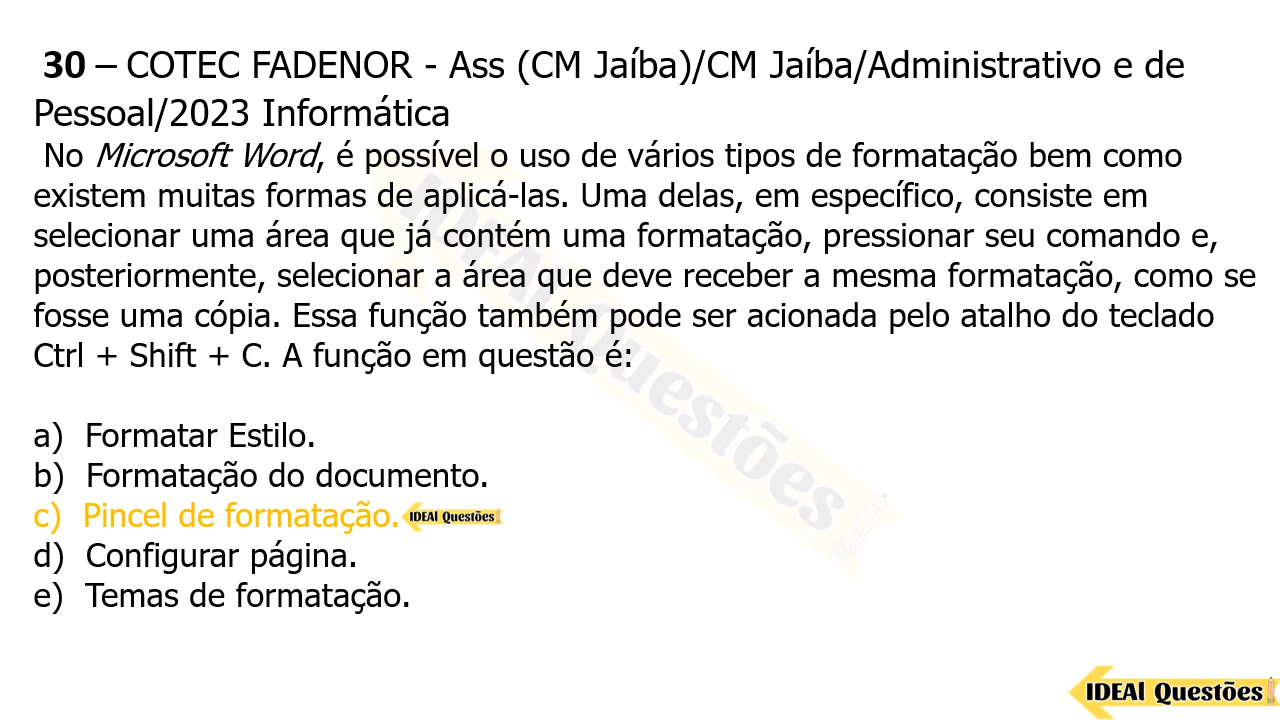 30 – COTEC FADENOR - Ass (CM Jaíba)/CM Jaíba/Administrativo e de
Pessoal/2023 Informática
No Microsoft Word, é possível o uso de vários tipos de formatação bem como
existem muitas formas de aplicá-las. Uma delas, em específico, consiste em
selecionar uma área que já contém uma formatação, pressionar seu comando e,
posteriormente, selecionar a área que deve receber a mesma formatação, como se
fosse uma cópia. Essa função também pode ser acionada pelo atalho do teclado
Ctrl + Shift + C. A função em questão é:
a) Formatar Estilo.
b) Formatação do documento.
c) Pincel de formatação. IDEAl Questões
d) Configurar página.
e) Temas de formatação.
IDEAl Questões
IDEAl Questões